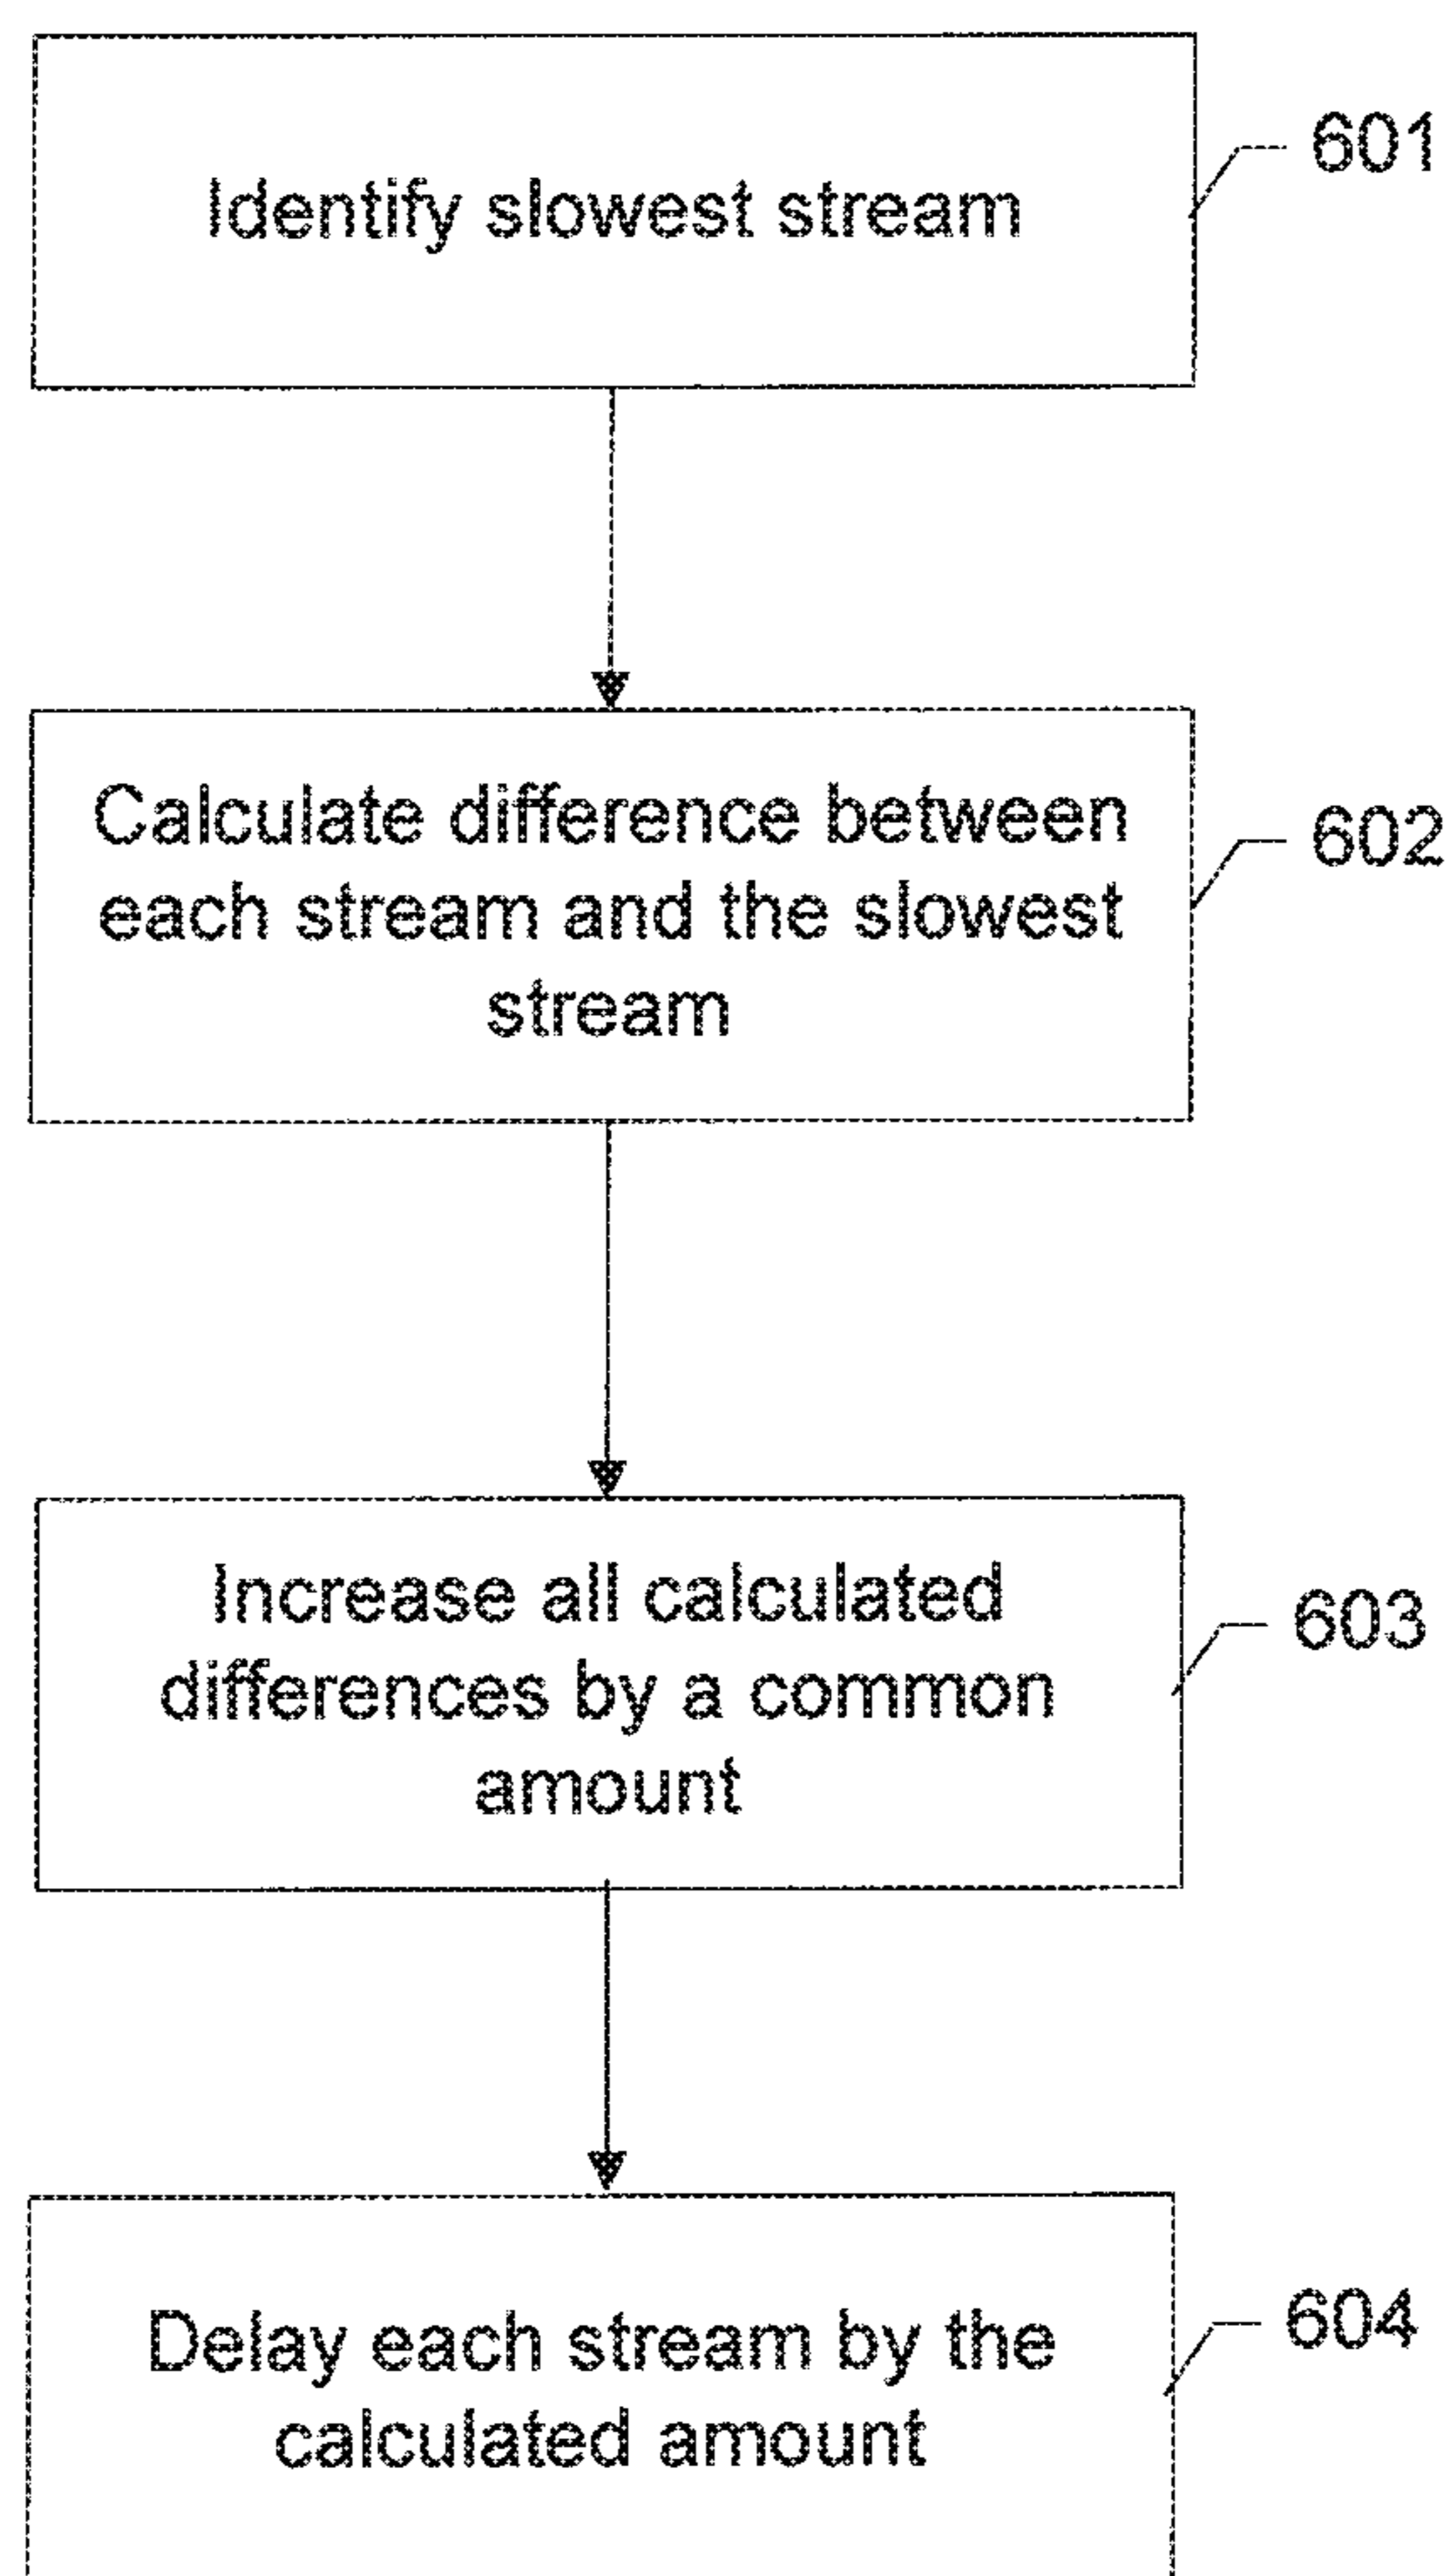 Identify slowest stream
601
Calculate difference between
each stream and the slowest
stream
602
Increase all calculated
differences by a common
amount
603
Delay each stream by the
calculated amount
604